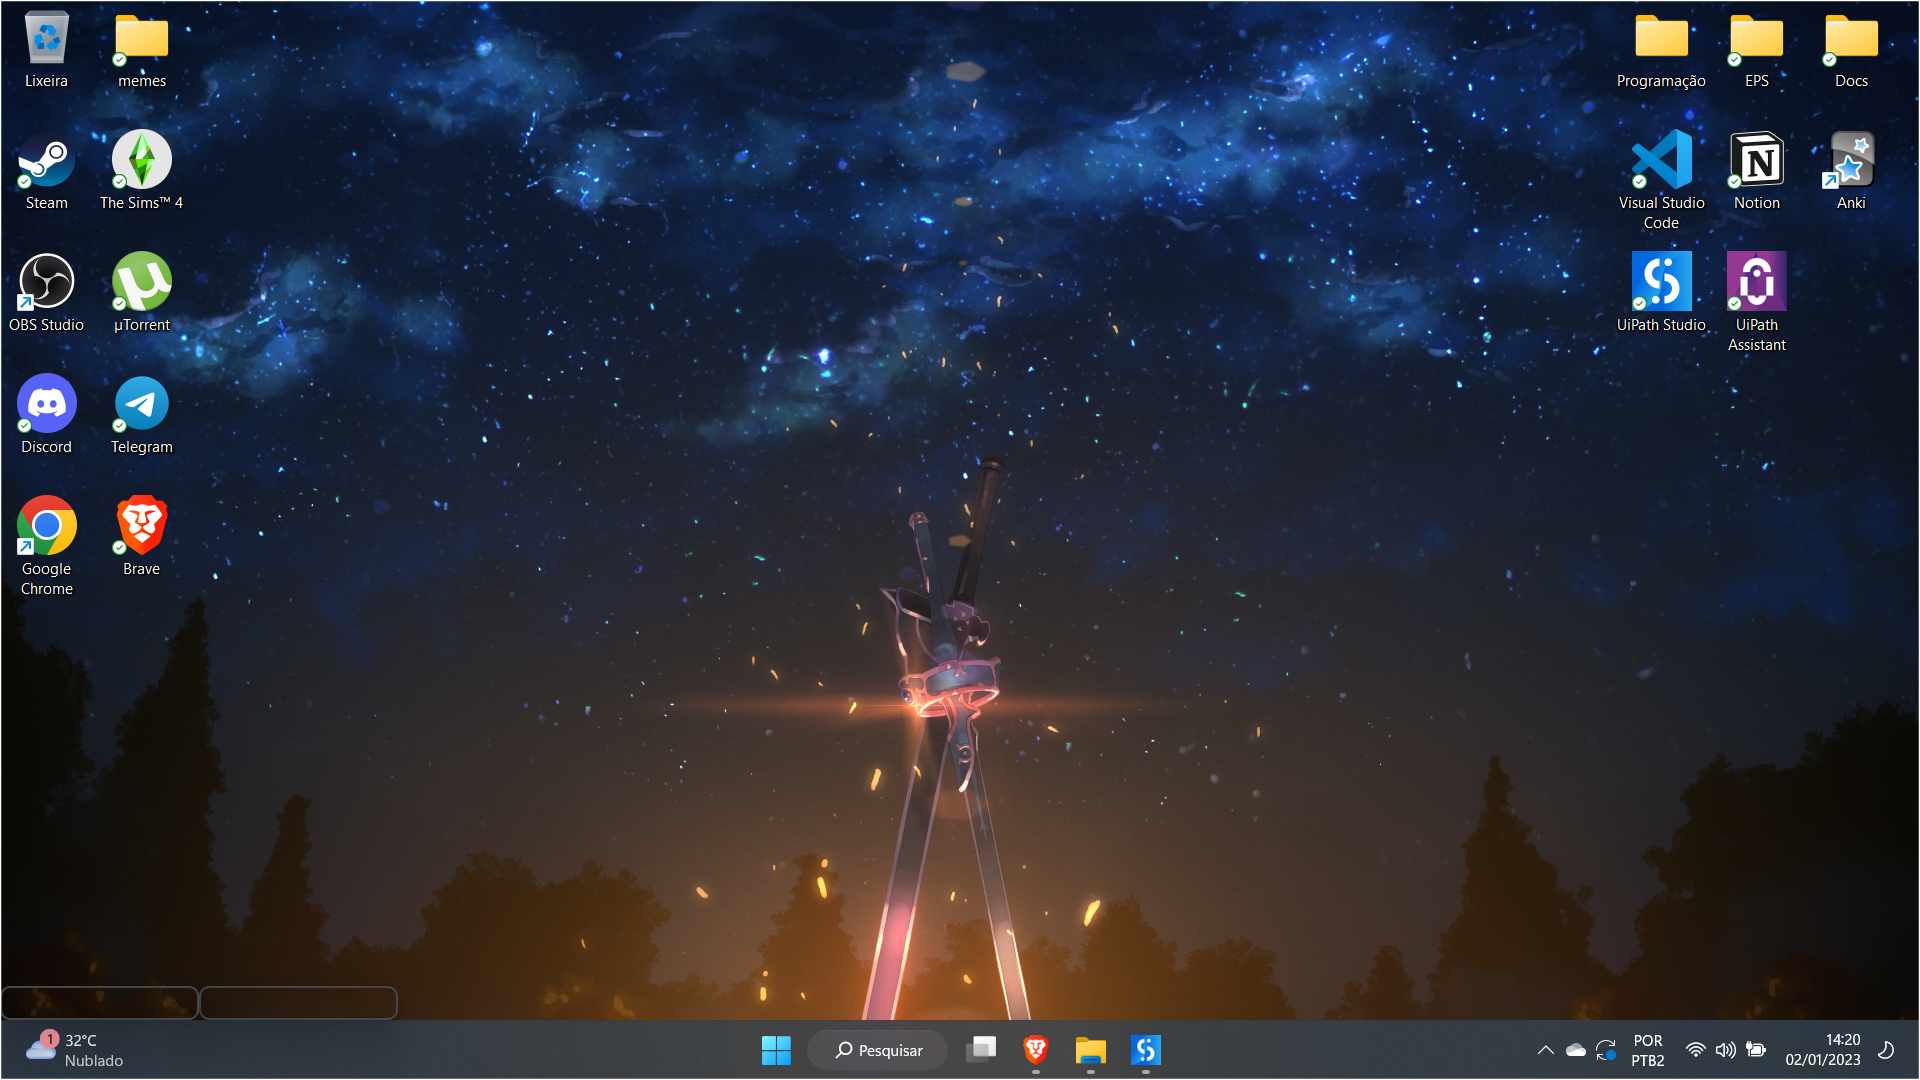 Lixeira
memes
Programação
EPS
Docs
Steam
The Sims™ 4
Visual Studio
Code
Notion
Anki
OBS Studio
µTorrent
UiPath Studio
UiPath
Assistant
Discord
Telegram
Google
Chrome
Brave
1
32°C
Nublado
Pesquisar
POR
PTB2
14:20
02/01/2023